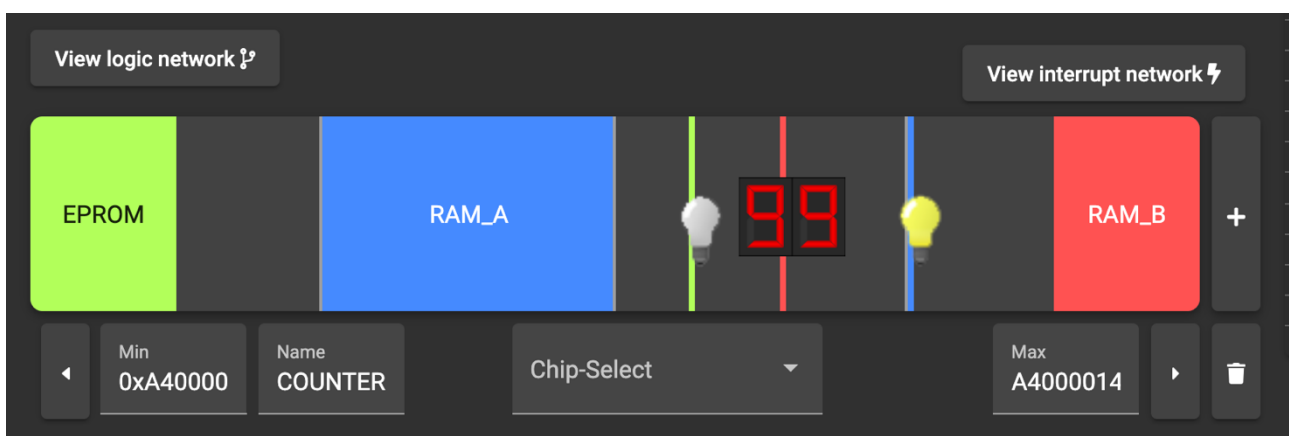 View logic network
View interrupt network
EPROM
RAM_A
99
RAM_B
+
Min
0xA40000
Name
COUNTER
Chip-Select
Max
A4000014